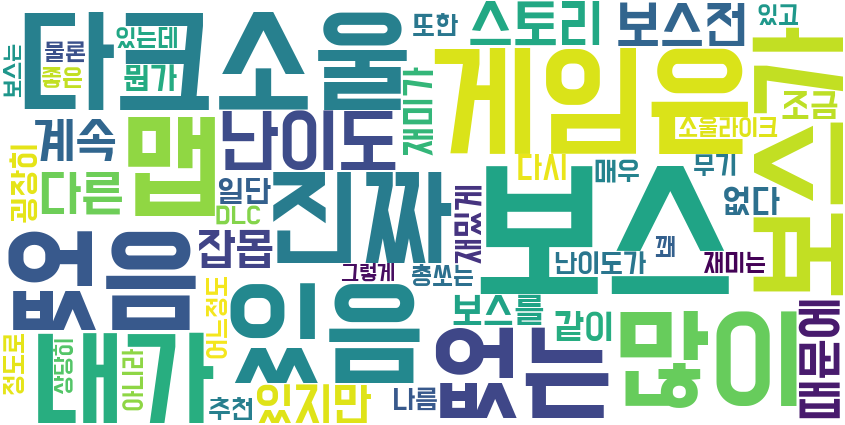 다크소울
게임은
보스가
보스
진짜
맵
난이도
없음
있음
내가
없는
많이
스토리
보스전
있고
조금
또한
있는데
물론
좋은
뭔가
보스는
재미가
계속
굉장히
다른
일단
DLC
잡몹
소울라이크
다시
매우
무기
없다
재밌게
꽤
난이도가
재미는
그렇게
총쏘는
보스를
같이
때문에
어느정도
정도로
상당히
아니라
추천
있지만
나름